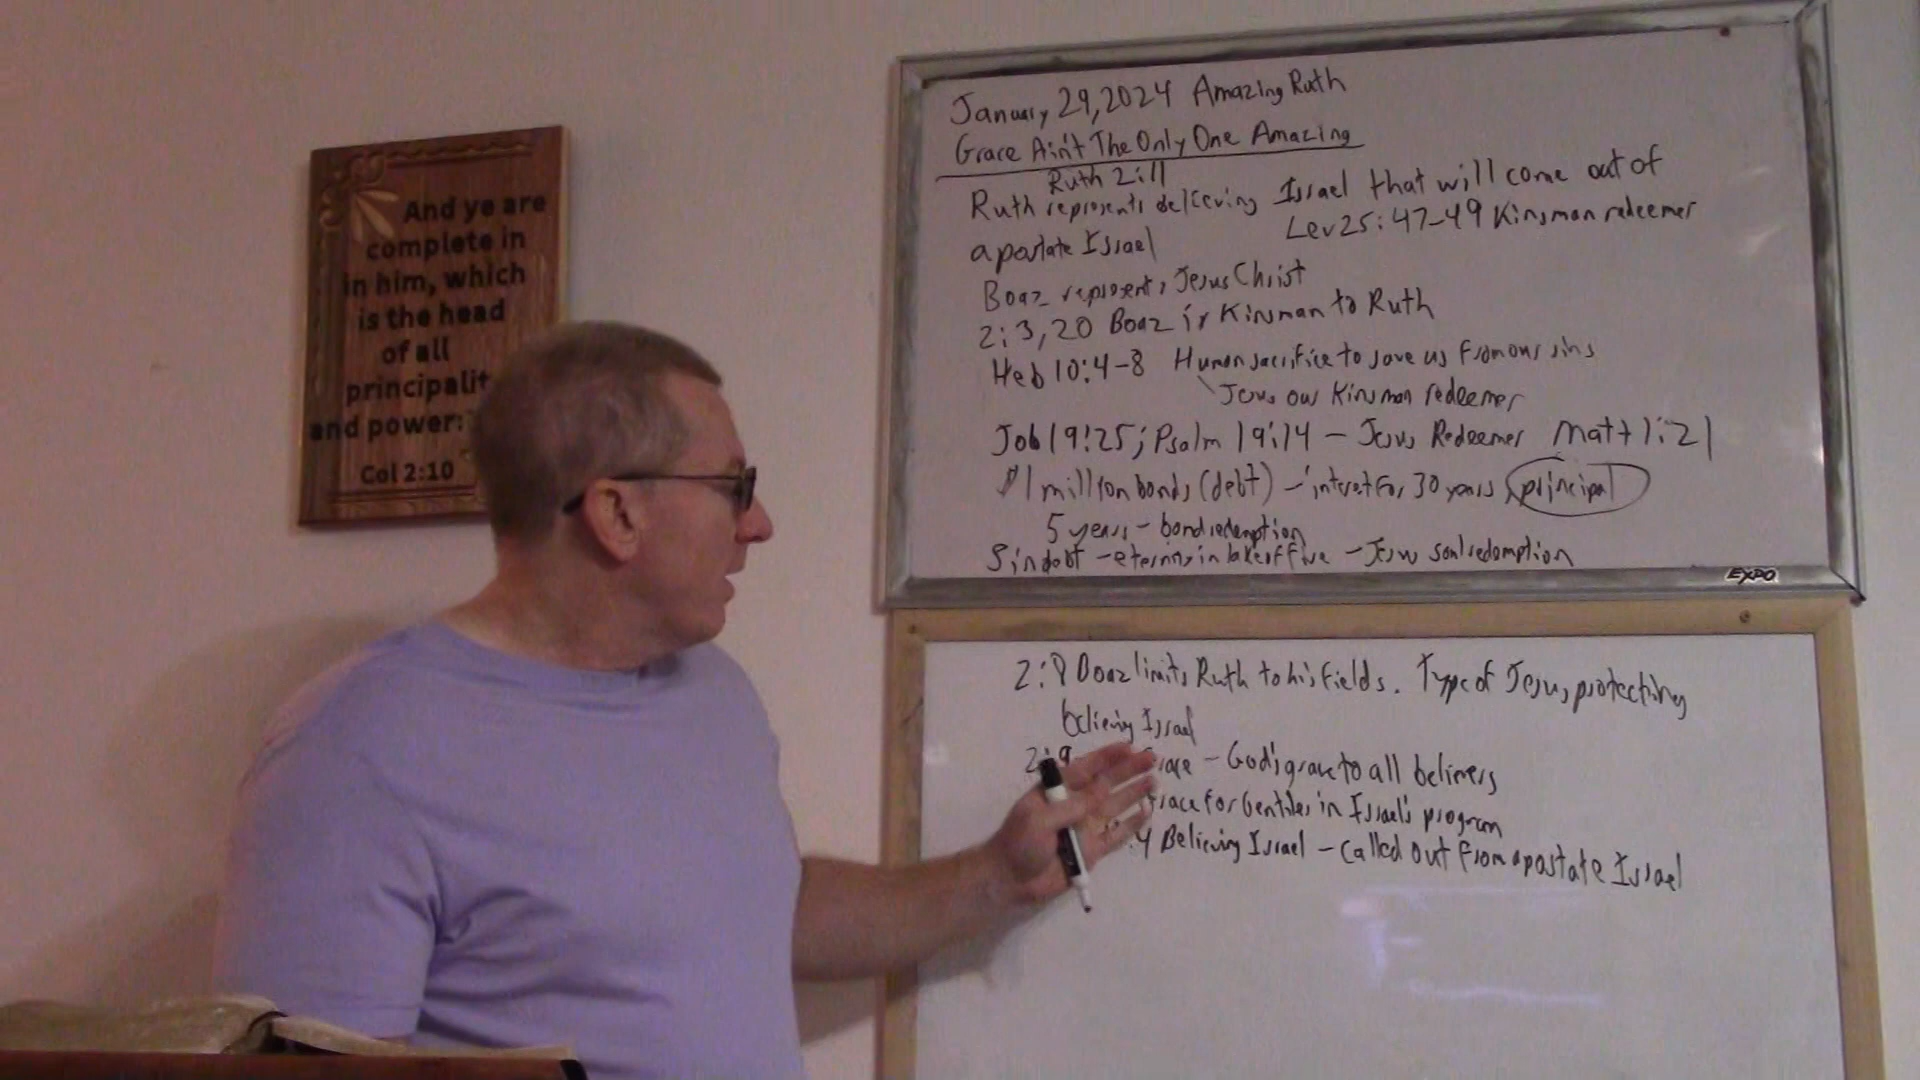 And ye are
complete in
in him, which
is the head
of all
principalit
and power:
Col 2:10
January 29, 2024 Amazing Ruth
Grace Ain't The Only One Amazing
Ruth 2:11
Ruth represents believing Israel that will come out of
apostate Israel
Lev 25:47-49 Kinsman redeemer
Boaz represents Jesus Christ
2:3,20 Boaz is Kinsman to Ruth
Heb 10:4-8 Human sacrifice to save us from our sins
Jesus our Kinsman redeemer
Job 19:25; Psalm 19:14 - Jesus Redeemer Matt 1:21
$1 million bonds (debt) - interest for 30 years, principal
5 years - bond redemption
Sin debt - eternity in lake of fire - Jesus soul redemption
EXPO
2:8 Boaz limits Ruth to his fields. Type of Jesus protecting
believing Israel
2:9 Grace - God's grace to all believers
Grace for Gentiles in Israel's program
4 Believing Israel - called out from apostate Israel